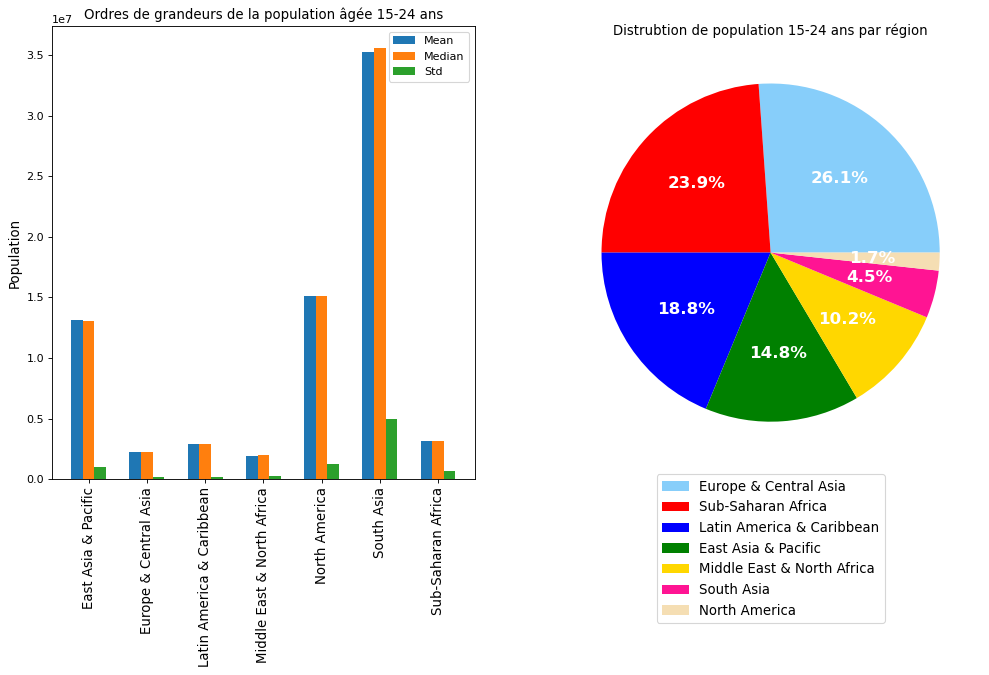 Ordres de grandeurs de la population âgée 15-24 ans
1e7
Mean
Median
Std
3.5
3.0
2.5
2.0
1.5
1.0
0.5
0.0
Population
East Asia & Pacific
Europe & Central Asia
Latin America & Caribbean
Middle East & North Africa
North America
South Asia
Sub-Saharan Africa
Distrubtion de population 15-24 ans par région
26.1%
23.9%
18.8%
14.8%
10.2%
4.5%
1.7%
Europe & Central Asia
Sub-Saharan Africa
Latin America & Caribbean
East Asia & Pacific
Middle East & North Africa
South Asia
North America